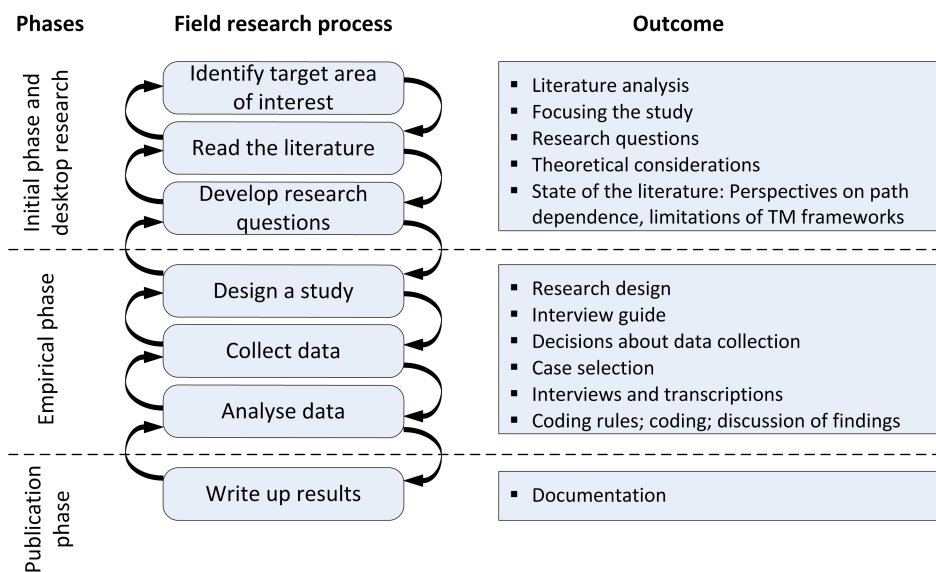 Phases
Field research process
Outcome
Initial phase and
desktop research
Identify target area
of interest
Read the literature
Develop research
questions
▪ Literature analysis
▪ Focusing the study
▪ Research questions
▪ Theoretical considerations
▪ State of the literature: Perspectives on path
dependence, limitations of TM frameworks
Empirical phase
Design a study
Collect data
Analyse data
▪ Research design
▪ Interview guide
▪ Decisions about data collection
▪ Case selection
▪ Interviews and transcriptions
▪ Coding rules; coding; discussion of findings
Publication
phase
Write up results
▪ Documentation